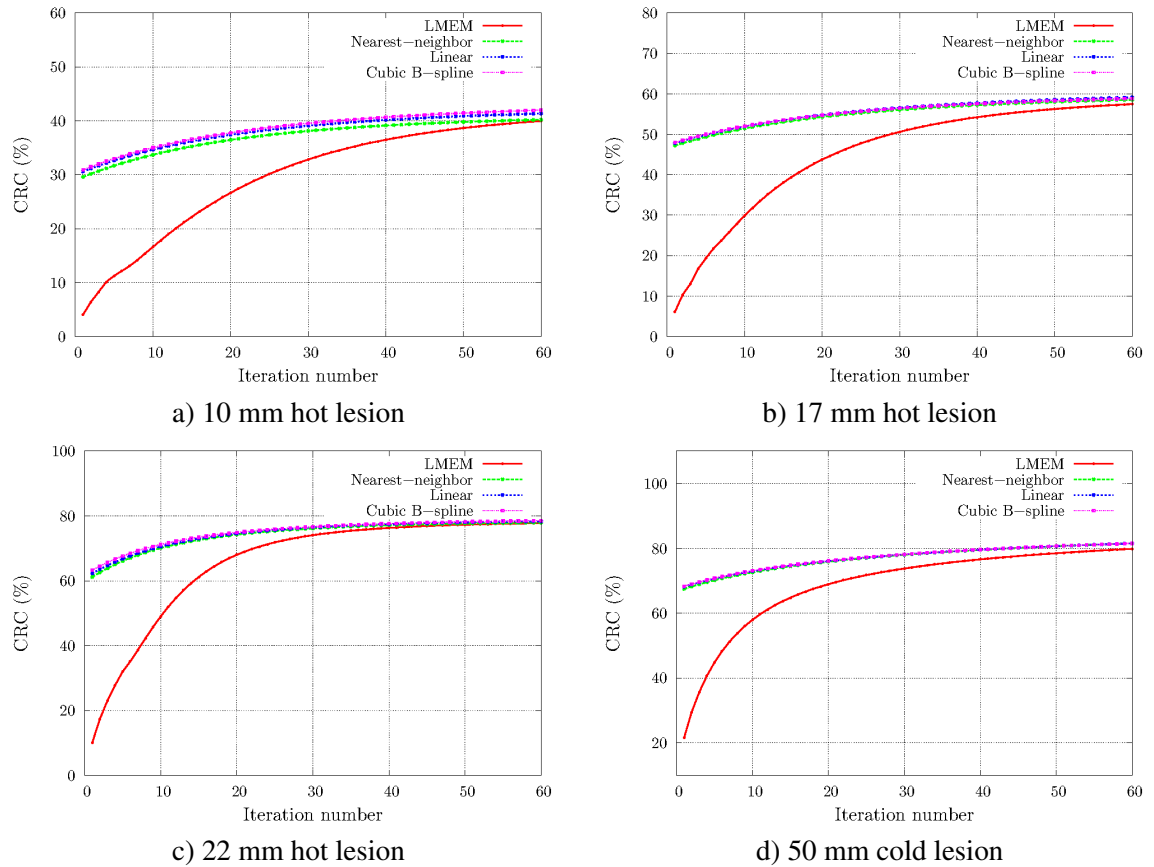 60
50
40
30
20
10
0
CRC (%)
LMEM
Nearest−neighbor
Linear
Cubic B−spline
0 10 20 30 40 50 60
Iteration number
a) 10 mm hot lesion
80
70
60
50
40
30
20
10
0
CRC (%)
LMEM
Nearest−neighbor
Linear
Cubic B−spline
0 10 20 30 40 50 60
Iteration number
b) 17 mm hot lesion
100
80
60
40
20
0
CRC (%)
LMEM
Nearest−neighbor
Linear
Cubic B−spline
0 10 20 30 40 50 60
Iteration number
c) 22 mm hot lesion
100
80
60
40
20
CRC (%)
LMEM
Nearest−neighbor
Linear
Cubic B−spline
0 10 20 30 40 50 60
Iteration number
d) 50 mm cold lesion